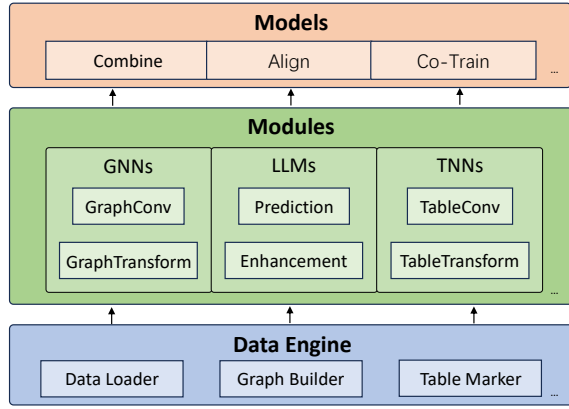 Models
Combine Align Co-Train
...
Modules
GNNs LLMs TNNs
GraphConv Prediction TableConv
GraphTransform Enhancement TableTransform
...
Data Engine
Data Loader Graph Builder Table Marker
...